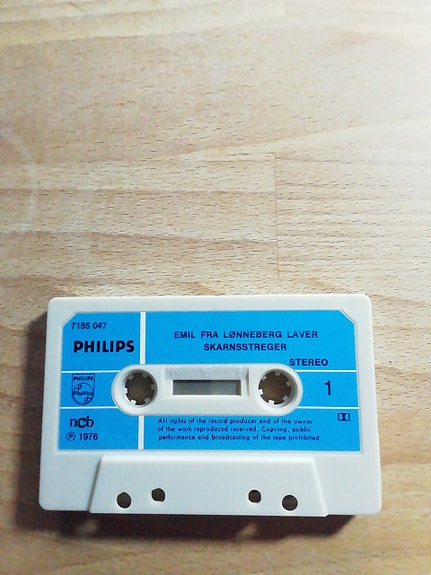 7185 047
PHILIPS
EMIL FRA LØNNEBERG LAVER
SKARNSSTREGER
STEREO
PHILIPS
1
ncb
Ⓟ 1976
All rights of the record producer and of the owner
of the work reproduced reserved. Copying, public
performance and broadcasting of the tape prohibited.